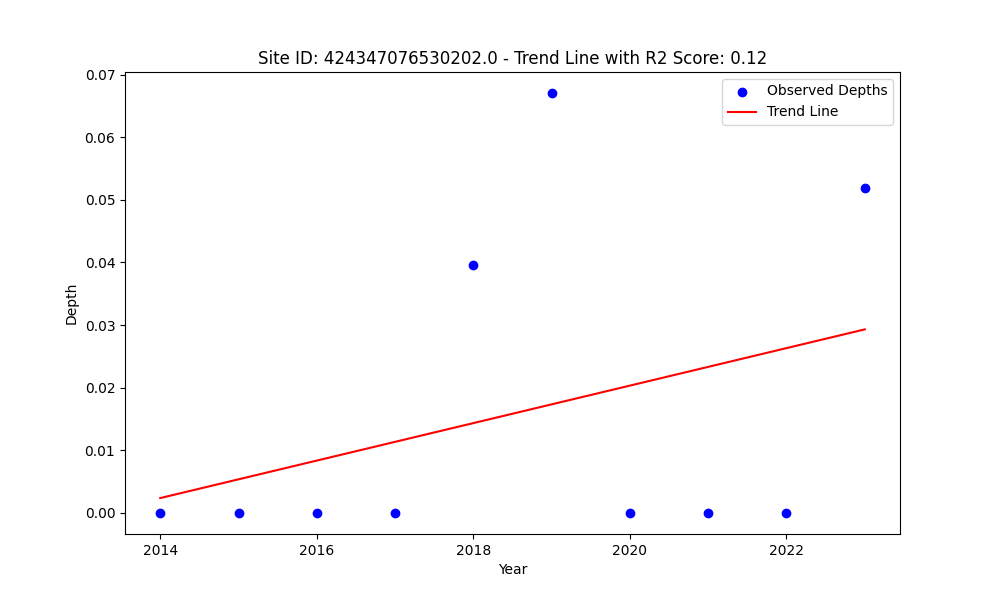 Site ID: 424347076530202.0 - Trend Line with R2 Score: 0.12
Observed Depths
Trend Line
0.07
0.06
0.05
0.04
0.03
0.02
0.01
0.00
Depth
2014
2016
2018
2020
2022
Year